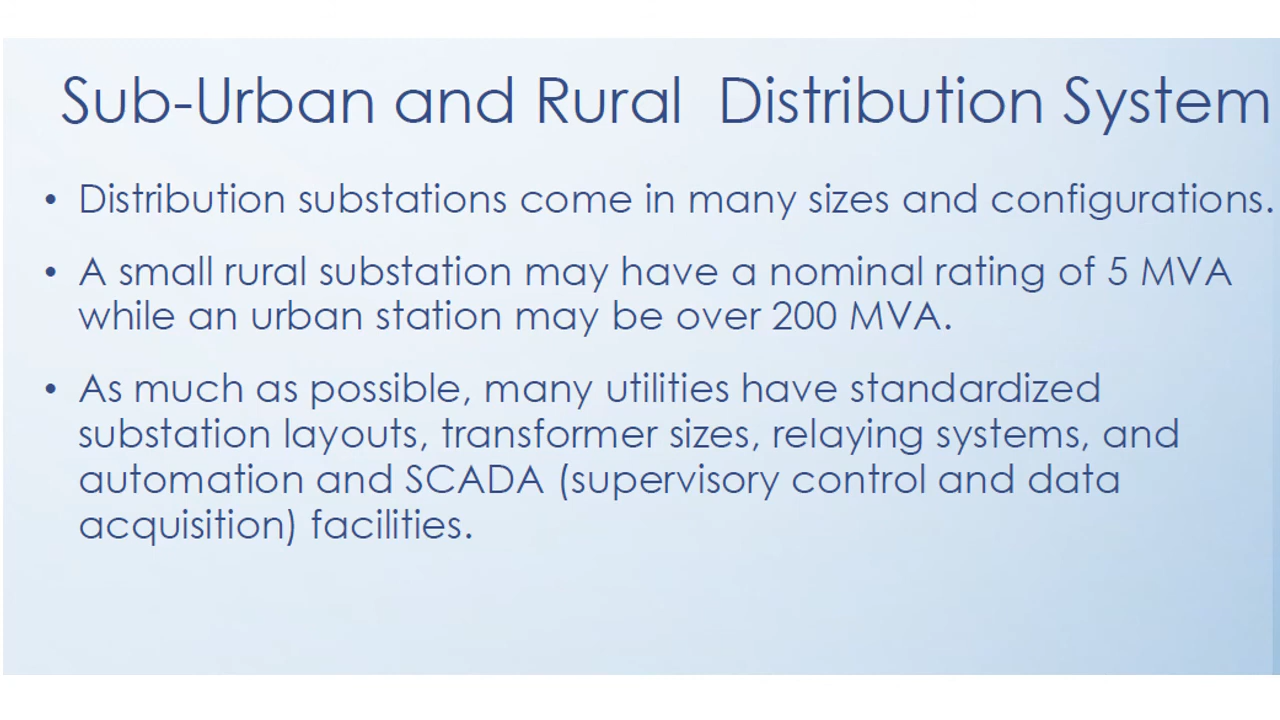 Sub-Urban and Rural Distribution System
• Distribution substations come in many sizes and configurations.
• A small rural substation may have a nominal rating of 5 MVA
while an urban station may be over 200 MVA.
• As much as possible, many utilities have standardized
substation layouts, transformer sizes, relaying systems, and
automation and SCADA (supervisory control and data
acquisition) facilities.